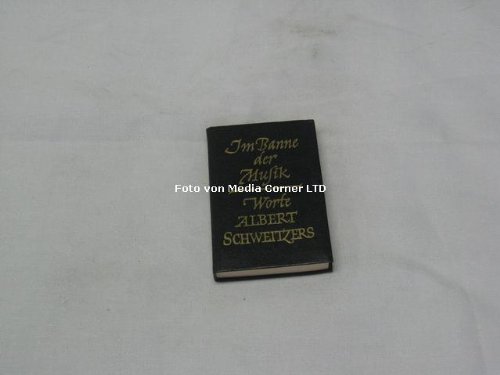 Im Banne
der
Musik
Foto von Media Corner LTD
Worte
ALBERT
SCHWEITZERS